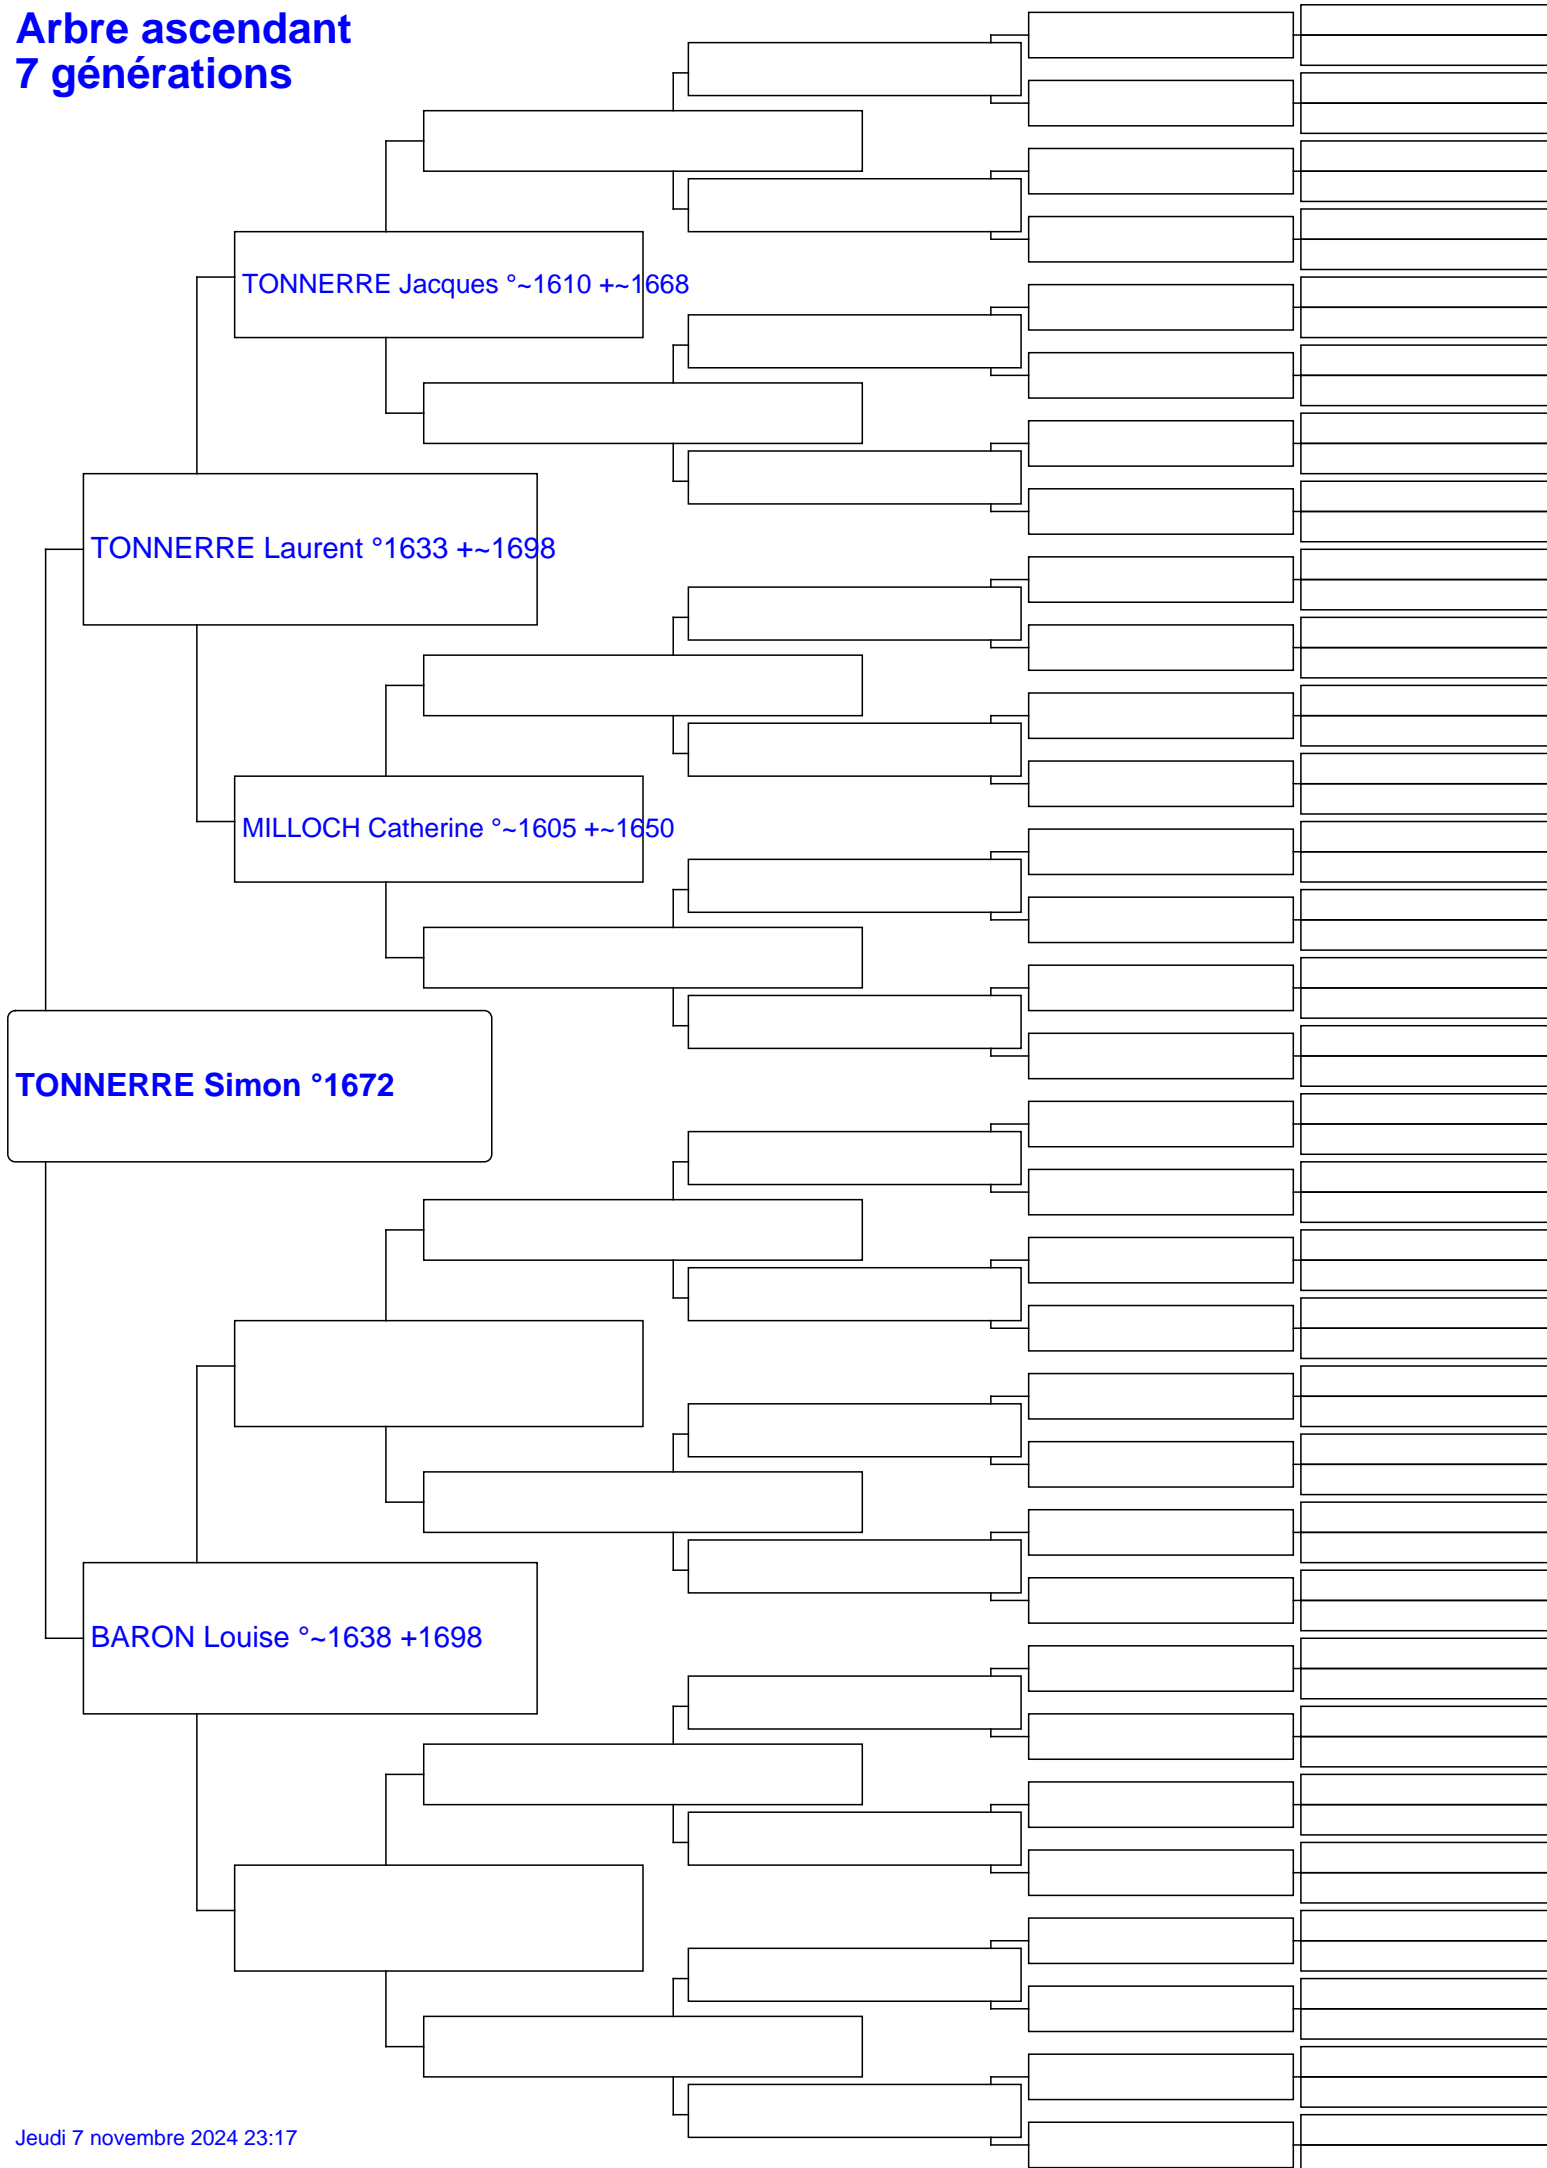 Arbre ascendant
7 générations
TONNERRE Jacques °~1610 +~1668
TONNERRE Laurent °1633 +~1698
MILLOCH Catherine °~1605 +~1650
TONNERRE Simon °1672
BARON Louise °~1638 +1698
Jeudi 7 novembre 2024 23:17